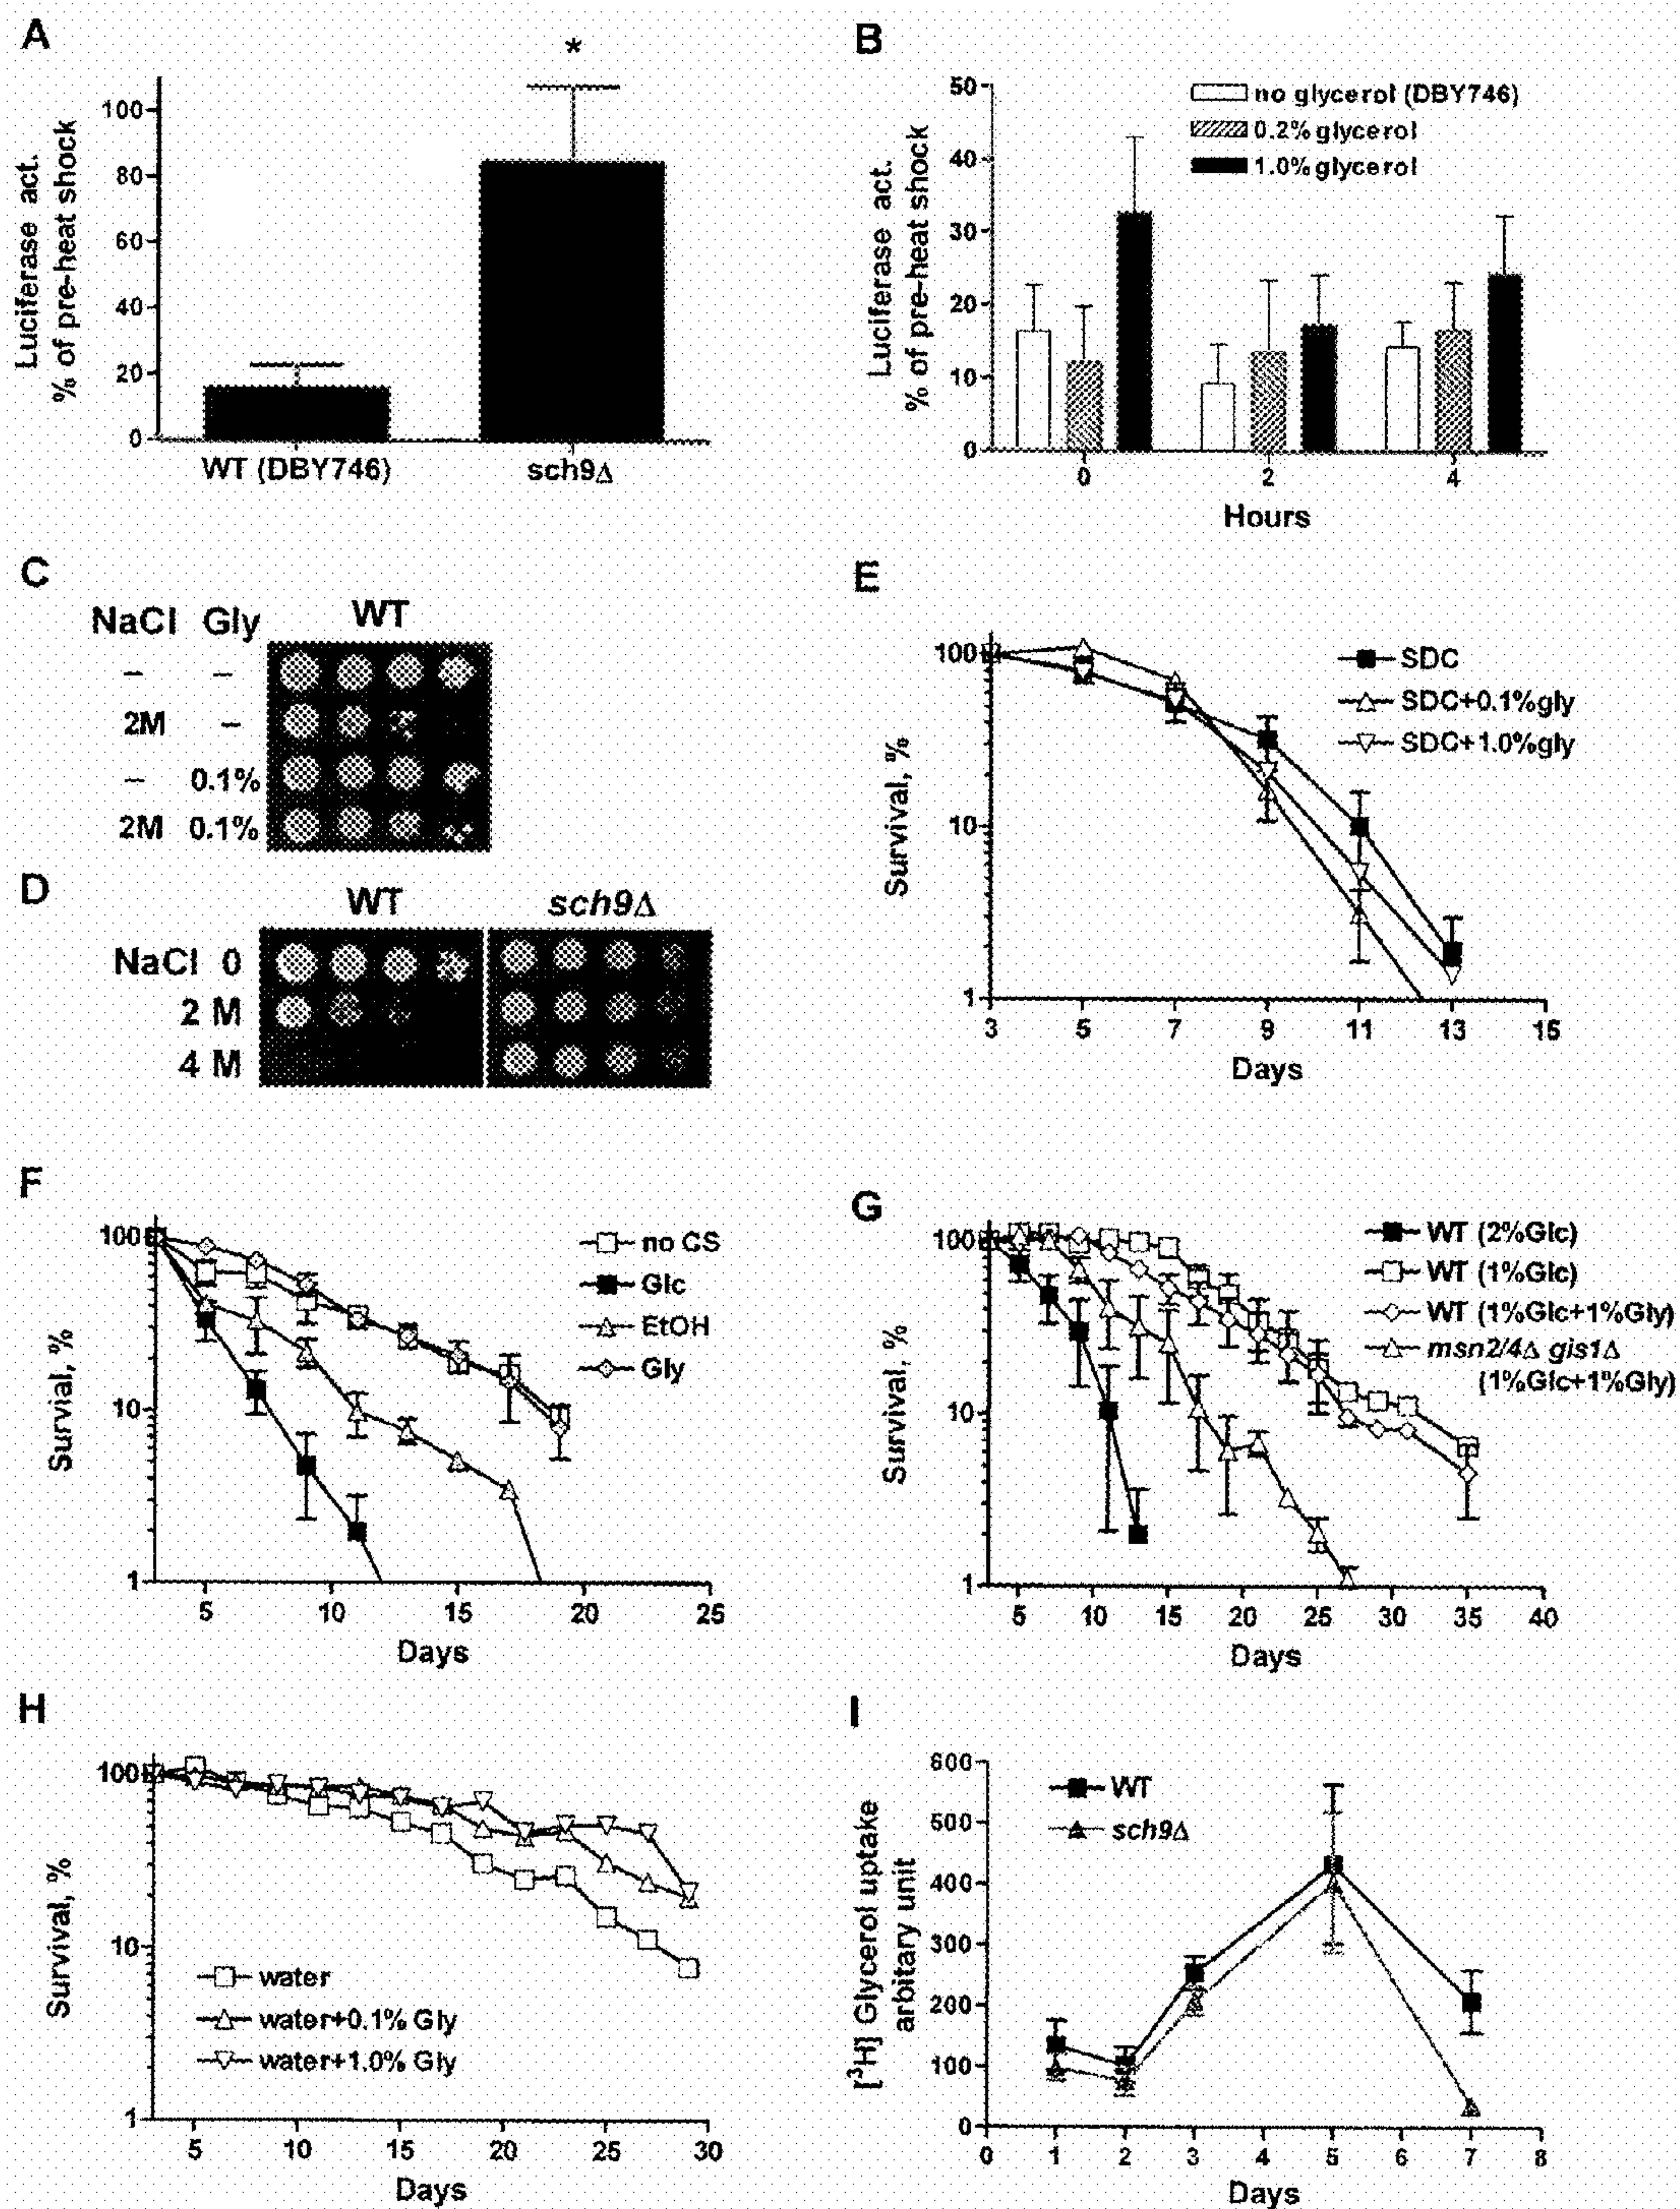 A
*
Luciferase act.
% of pre-heat shock
100
80
60
40
20
0
WT (DBY746)
sch9Δ
B
Luciferase act.
% of pre-heat shock
50
40
30
20
10
0
no glycerol (DBY746)
0.2% glycerol
1.0% glycerol
0 2 4
Hours
C
NaCl Gly WT
– –
2M –
– 0.1%
2M 0.1%
D
WT sch9Δ
NaCl 0
2 M
4 M
E
Survival, %
100
10
1
SDC
SDC+0.1%gly
SDC+1.0%gly
3 5 7 9 11 13 15
Days
F
Survial, %
100
10
1
no CS
Glc
EtOH
Gly
5 10 15 20 25
Days
G
Survival, %
100
10
1
WT (2%Glc)
WT (1%Glc)
WT (1%Glc+1%Gly)
msn2/4Δ gis1Δ
(1%Glc+1%Gly)
5 10 15 20 25 30 35 40
Days
H
Survival, %
100
10
1
water
water+0.1% Gly
water+1.0% Gly
5 10 15 20 25 30
Days
I
[³H] Glycerol uptake
arbitary unit
600
500
400
300
200
100
0
WT
sch9Δ
0 1 2 3 4 5 6 7 8
Days